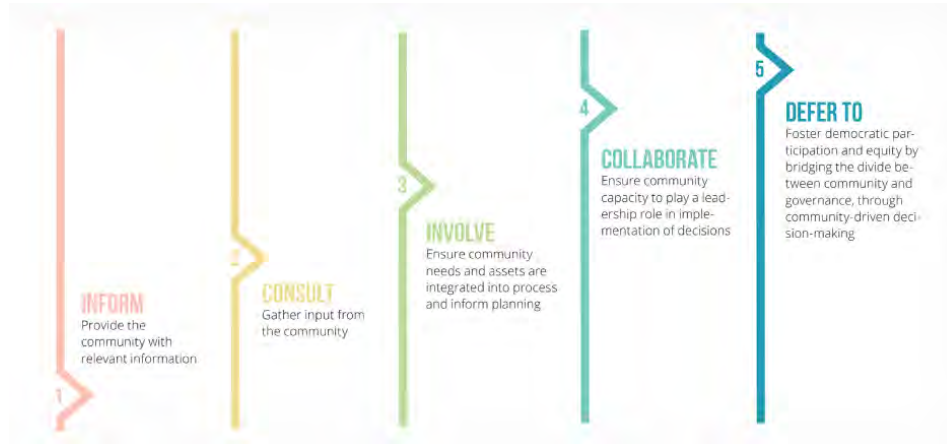 1
INFORM
Provide the
community with
relevant information
2
CONSULT
Gather input from
the community
3
INVOLVE
Ensure community
needs and assets are
integrated into process
and inform planning
4
COLLABORATE
Ensure community
capacity to play a lead-
ership role in imple-
mentation of decisions
5
DEFER TO
Foster democratic par-
ticipation and equity by
bridging the divide be-
tween community and
governance, through
community-driven deci-
sion-making